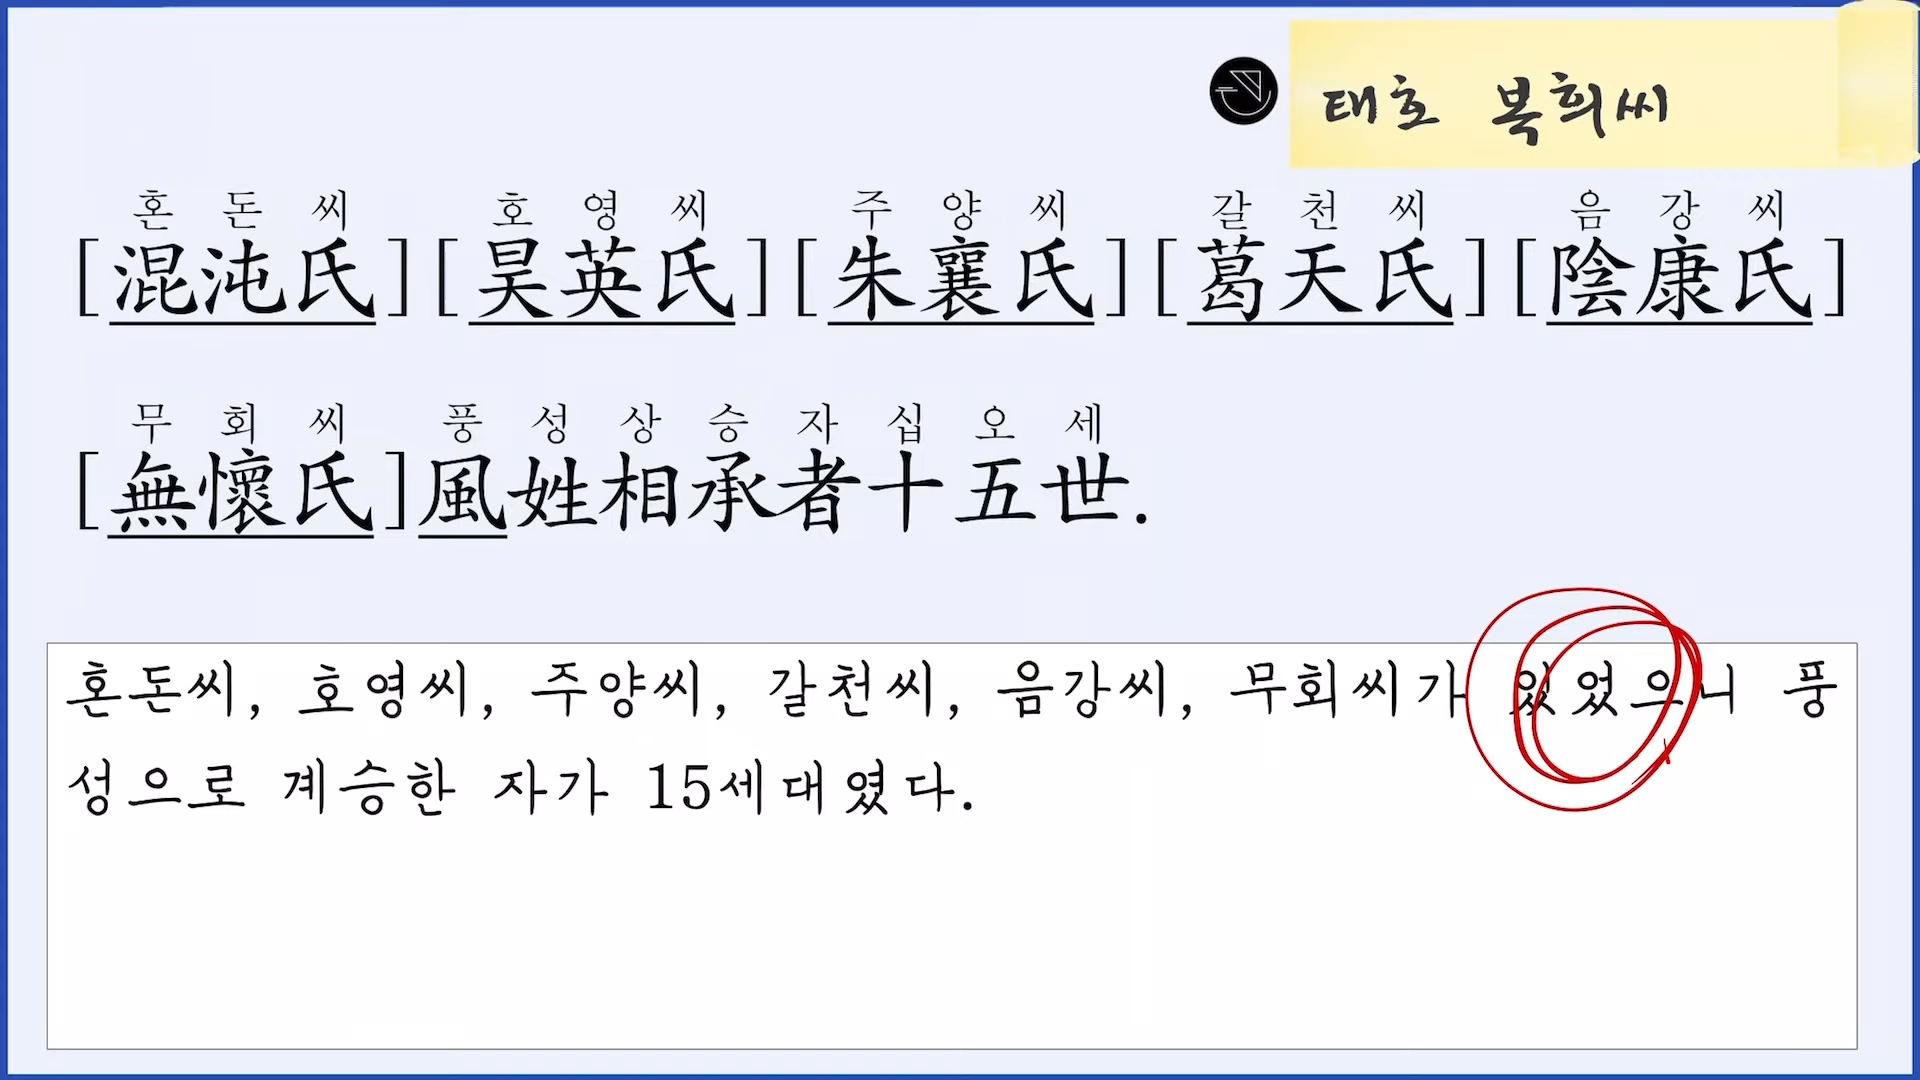 태호 복희씨
혼돈씨 호영씨 주양씨 갈천씨 음강씨
[混沌氏][昊英氏][朱襄氏][葛天氏][陰康氏]
무회씨 풍성상승자십오세
[無懷氏]風姓相承者十五世.
혼돈씨, 호영씨, 주양씨, 갈천씨, 음강씨, 무회씨가 있었으니 풍
성으로 계승한 자가 15세대였다.